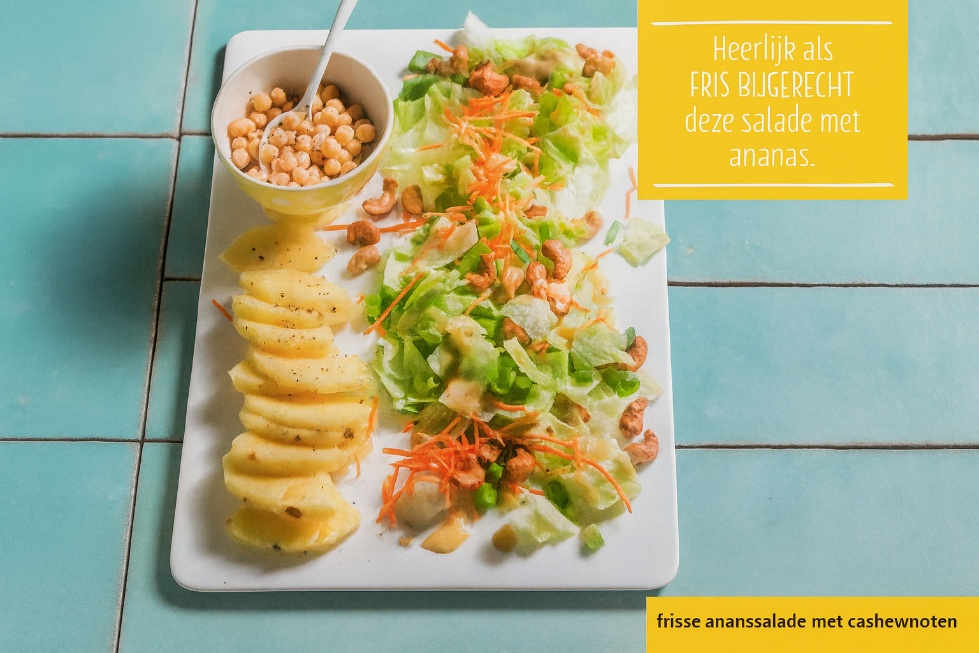 Heerlijk als
FRIS BIJGERECHT
deze salade met
ananas.
frisse ananssalade met cashewnoten